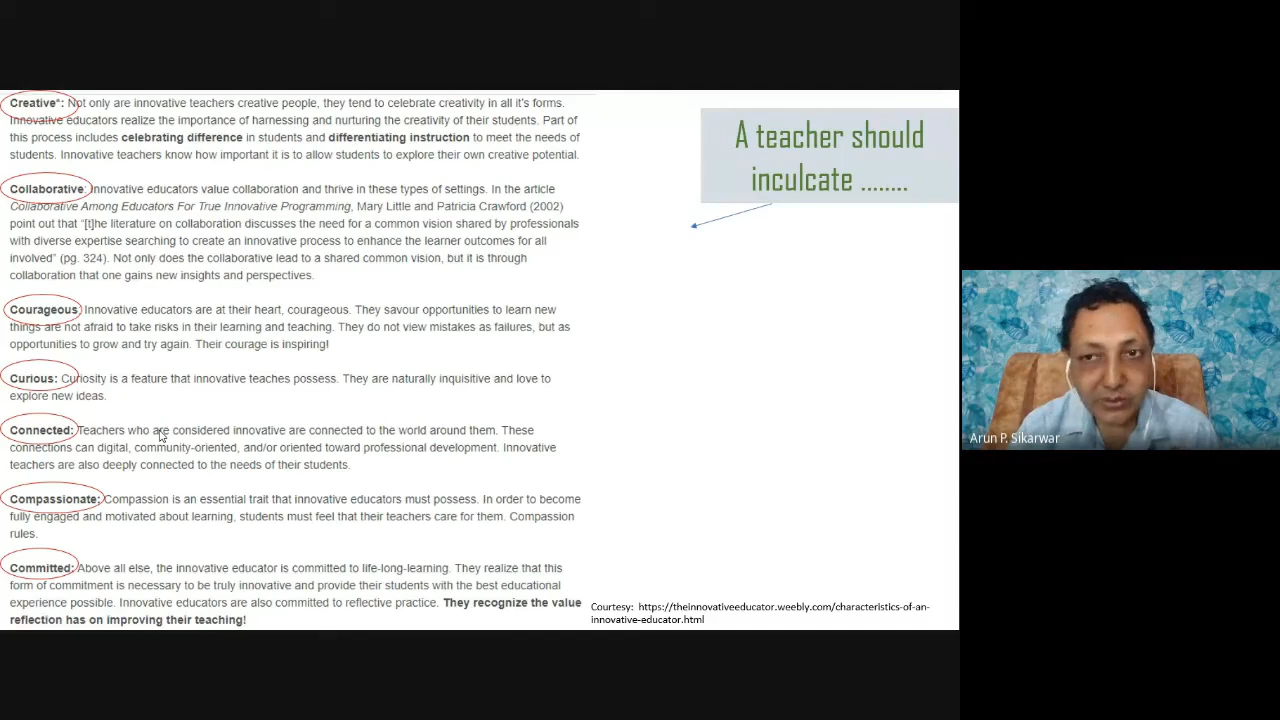 Creative*: Not only are innovative teachers creative people, they tend to celebrate creativity in all it's forms.
Innovative educators realize the importance of harnessing and nurturing the creativity of their students. Part of
this process includes celebrating difference in students and differentiating instruction to meet the needs of
students. Innovative teachers know how important it is to allow students to explore their own creative potential.
Collaborative: Innovative educators value collaboration and thrive in these types of settings. In the article
Collaborative Among Educators For True Innovative Programming, Mary Little and Patricia Crawford (2002)
point out that “[t]he literature on collaboration discusses the need for a common vision shared by professionals
with diverse expertise searching to create an innovative process to enhance the learner outcomes for all
involved” (pg. 324). Not only does the collaborative lead to a shared common vision, but it is through
collaboration that one gains new insights and perspectives.
Courageous: Innovative educators are at their heart, courageous. They savour opportunities to learn new
things are not afraid to take risks in their learning and teaching. They do not view mistakes as failures, but as
opportunities to grow and try again. Their courage is inspiring!
Curious: Curiosity is a feature that innovative teaches possess. They are naturally inquisitive and love to
explore new ideas.
Connected: Teachers who are considered innovative are connected to the world around them. These
connections can digital, community-oriented, and/or oriented toward professional development. Innovative
teachers are also deeply connected to the needs of their students.
Compassionate: Compassion is an essential trait that innovative educators must possess. In order to become
fully engaged and motivated about learning, students must feel that their teachers care for them. Compassion
rules.
Committed: Above all else, the innovative educator is committed to life-long-learning. They realize that this
form of commitment is necessary to be truly innovative and provide their students with the best educational
experience possible. Innovative educators are also committed to reflective practice. They recognize the value
reflection has on improving their teaching!
A teacher should
inculcate ........
Courtesy: https://theinnovativeeducator.weebly.com/characteristics-of-an-
innovative-educator.html
Arun P. Sikarwar